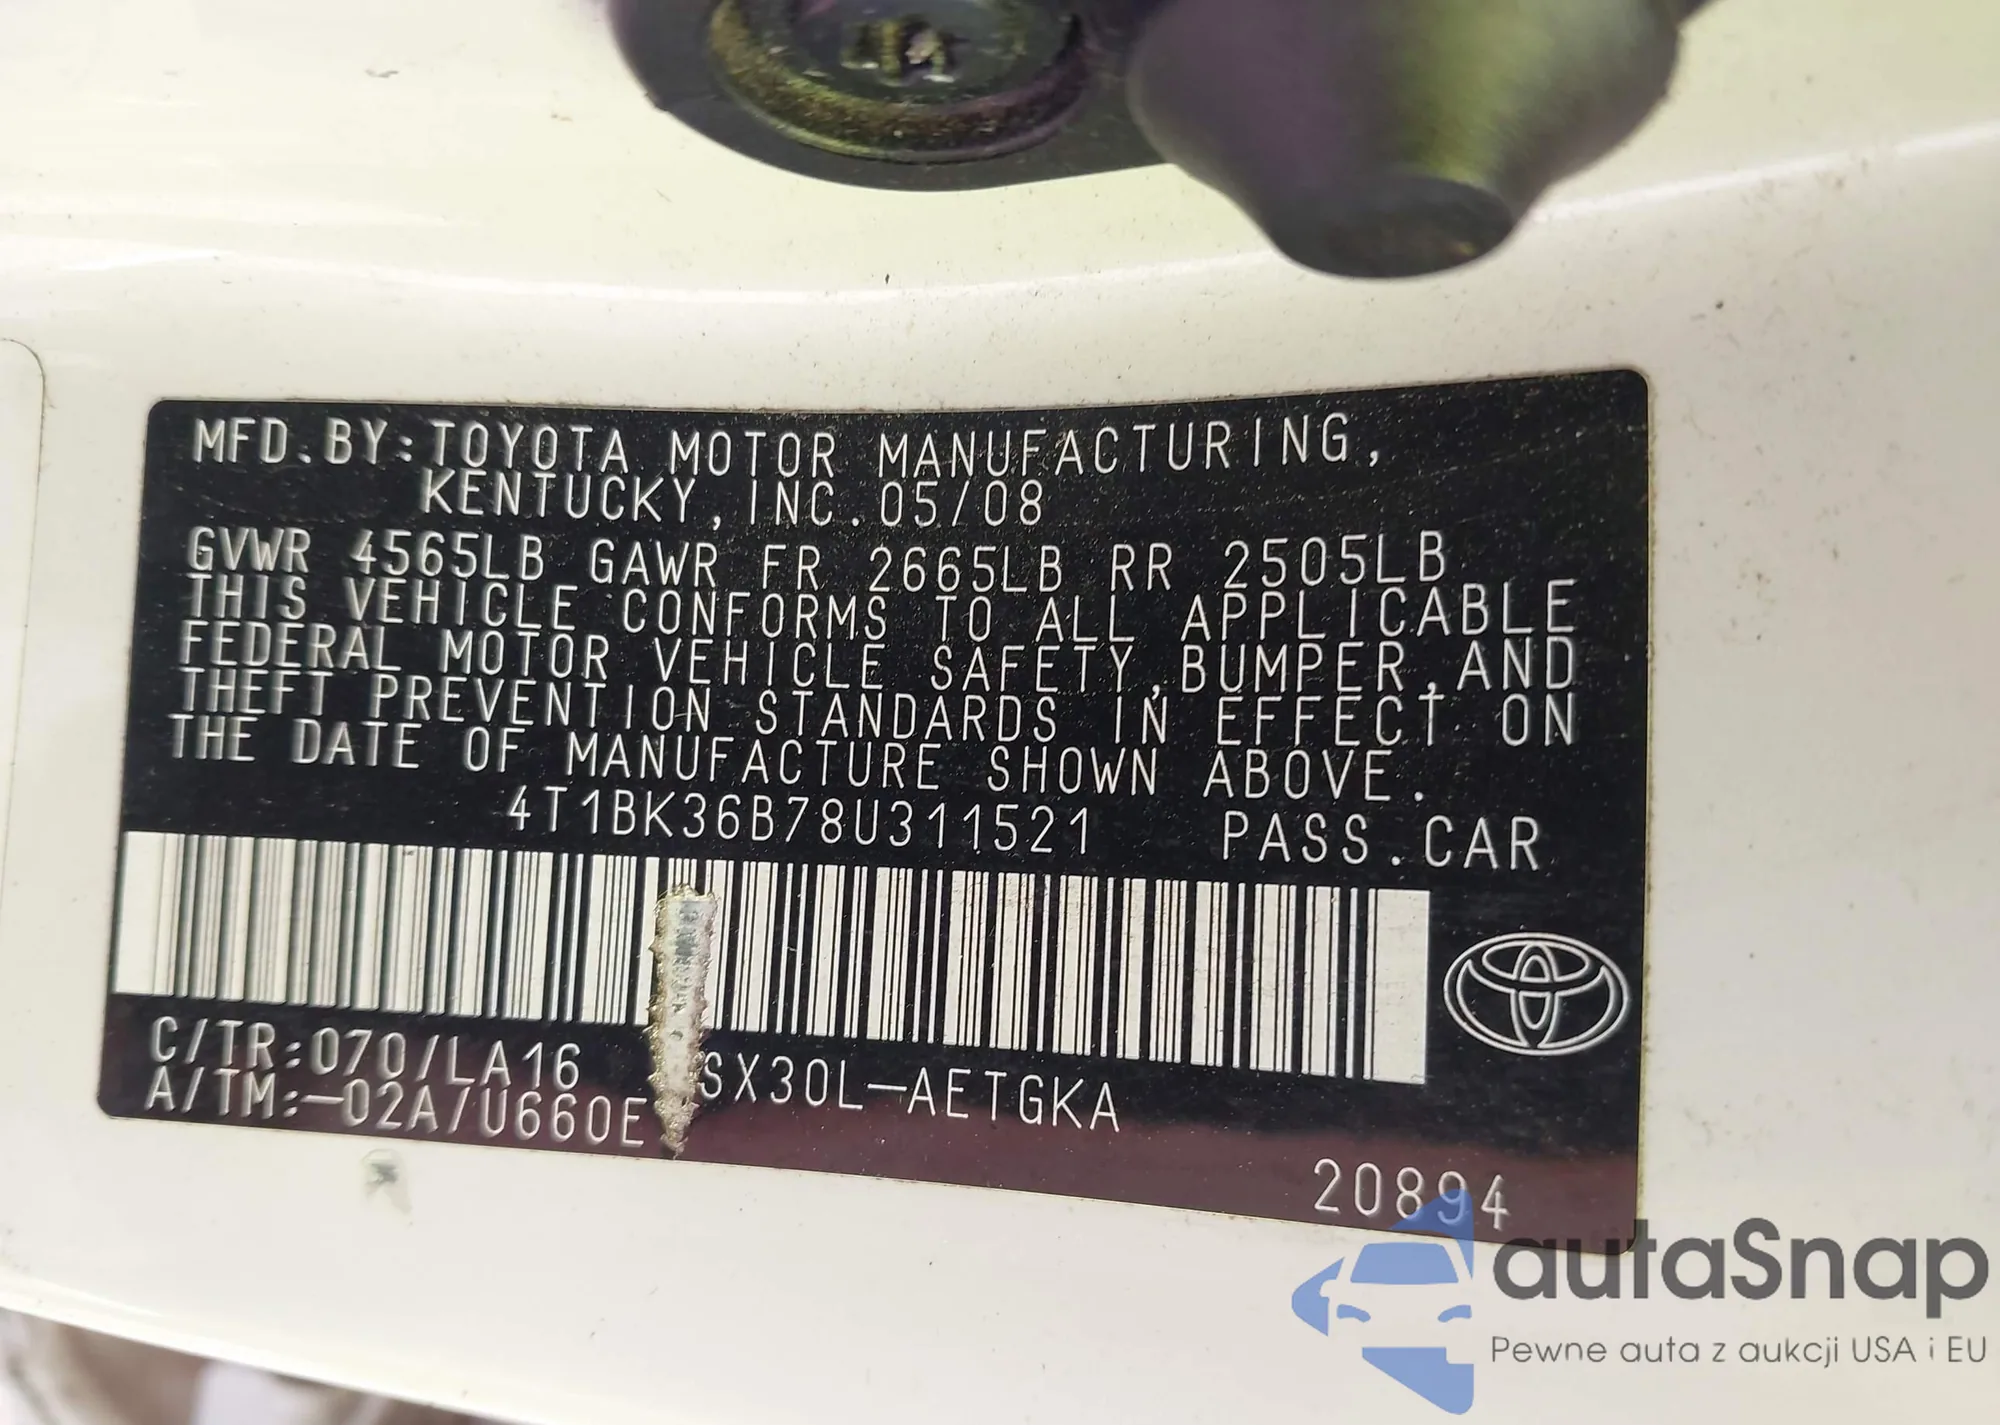 MFD.BY:TOYOTA MOTOR MANUFACTURING,
KENTUCKY,INC.05/08
GVWR 4565LB GAWR FR 2665LB RR 2505LB
THIS VEHICLE CONFORMS TO ALL APPLICABLE
FEDERAL MOTOR VEHICLE SAFETY,BUMPER,AND
THEFT PREVENTION STANDARDS IN EFFECT ON
THE DATE OF MANUFACTURE SHOWN ABOVE.
4T1BK36B78U311521 PASS.CAR
C/TR:070/LA16
A/TM:-02A/U660E
GSX30L-AETGKA
20894
autaSnap
Pewne auta z aukcji USA i EU